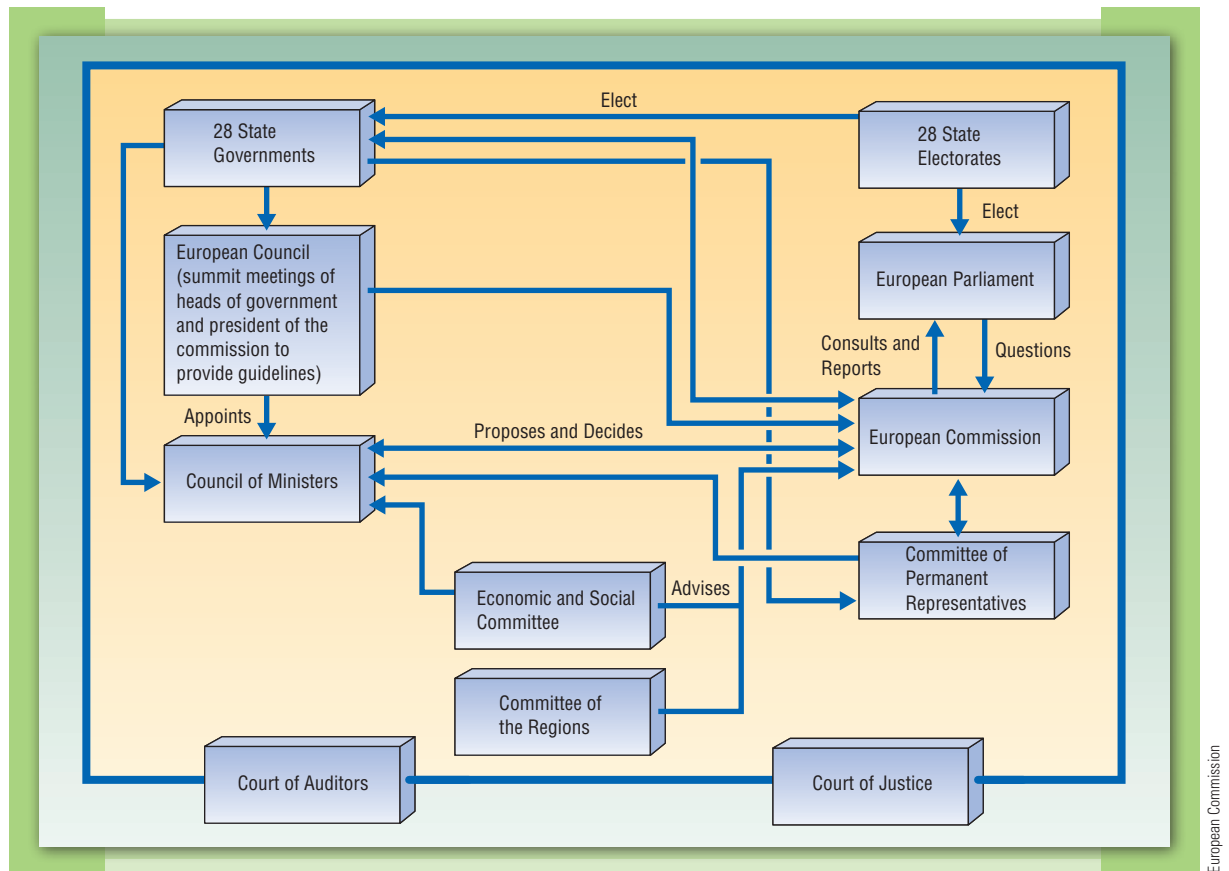 Elect
28 State
Governments
28 State
Electorates
Elect
European Council
(summit meetings of
heads of government
and president of the
commission to
provide guidelines)
European Parliament
Consults and
Reports
Questions
Appoints
Proposes and Decides
European Commission
Council of Ministers
Committee of
Permanent
Representatives
Economic and Social
Committee
Advises
Committee of
the Regions
Court of Auditors
Court of Justice
European Commission